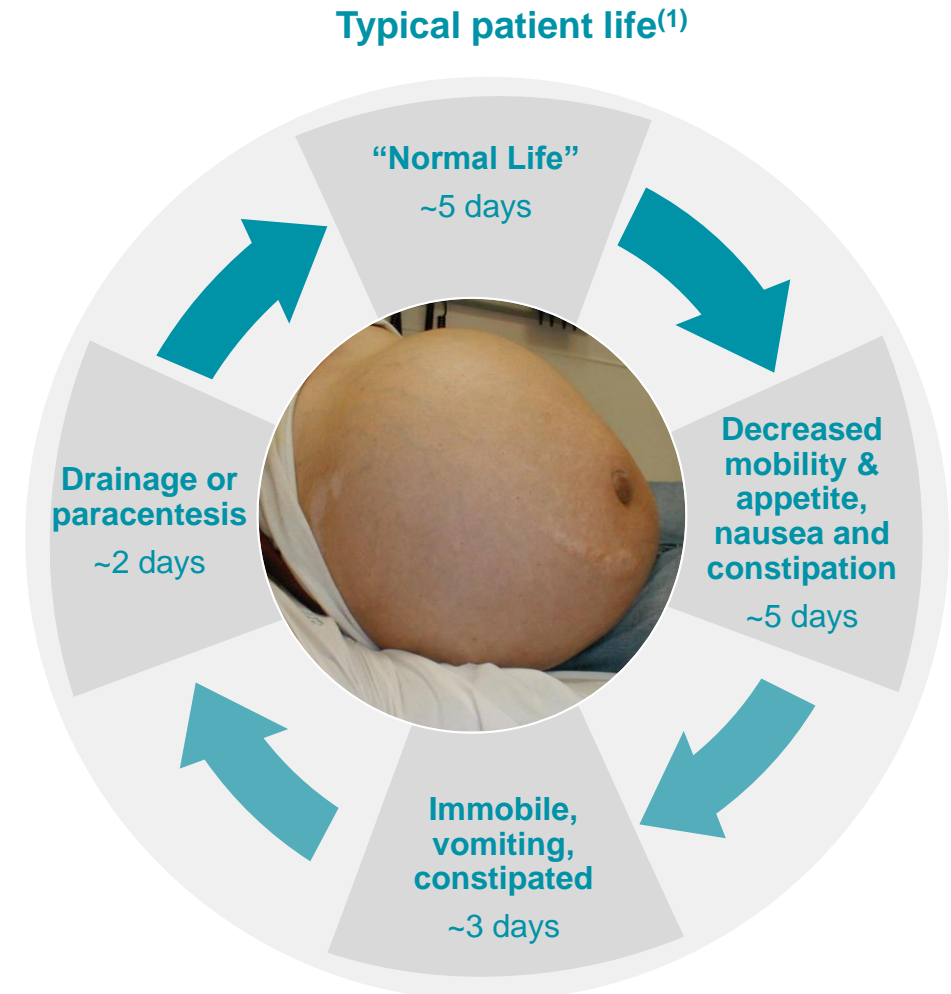 Typical patient life(1)
“Normal Life”
~5 days
Decreased
mobility &
appetite,
nausea and
constipation
~5 days
Immobile,
vomiting,
constipated
~3 days
Drainage or
paracentesis
~2 days